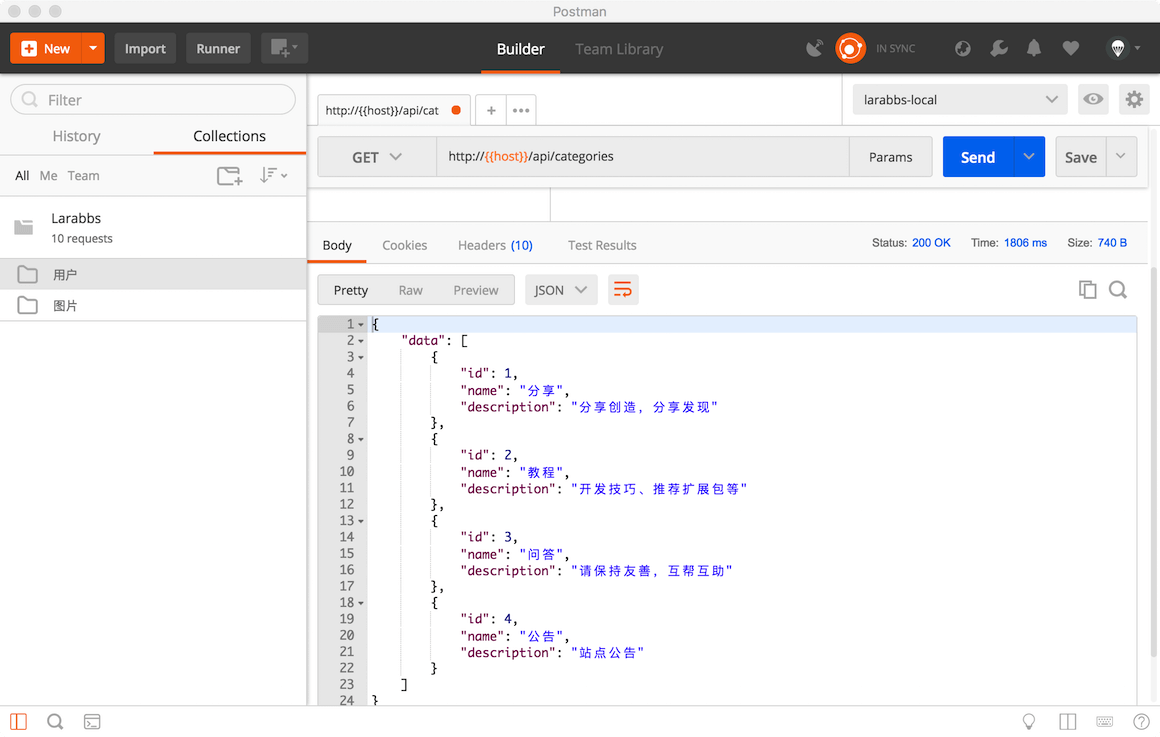 Postman
New
Import
Runner
Builder
Team Library
IN SYNC
Filter
History
Collections
All Me Team
Larabbs
10 requests
用户
图片
http://{{host}}/api/cat
larabbs-local
GET
http://{{host}}/api/categories
Params
Send
Save
Body
Cookies
Headers (10)
Test Results
Status: 200 OK
Time: 1806 ms
Size: 740 B
Pretty
Raw
Preview
JSON
1 {
2 "data": [
3 {
4 "id": 1,
5 "name": "分享",
6 "description": "分享创造，分享发现"
7 },
8 {
9 "id": 2,
10 "name": "教程",
11 "description": "开发技巧、推荐扩展包等"
12 },
13 {
14 "id": 3,
15 "name": "问答",
16 "description": "请保持友善，互帮互助"
17 },
18 {
19 "id": 4,
20 "name": "公告",
21 "description": "站点公告"
22 }
23 ]
24 }